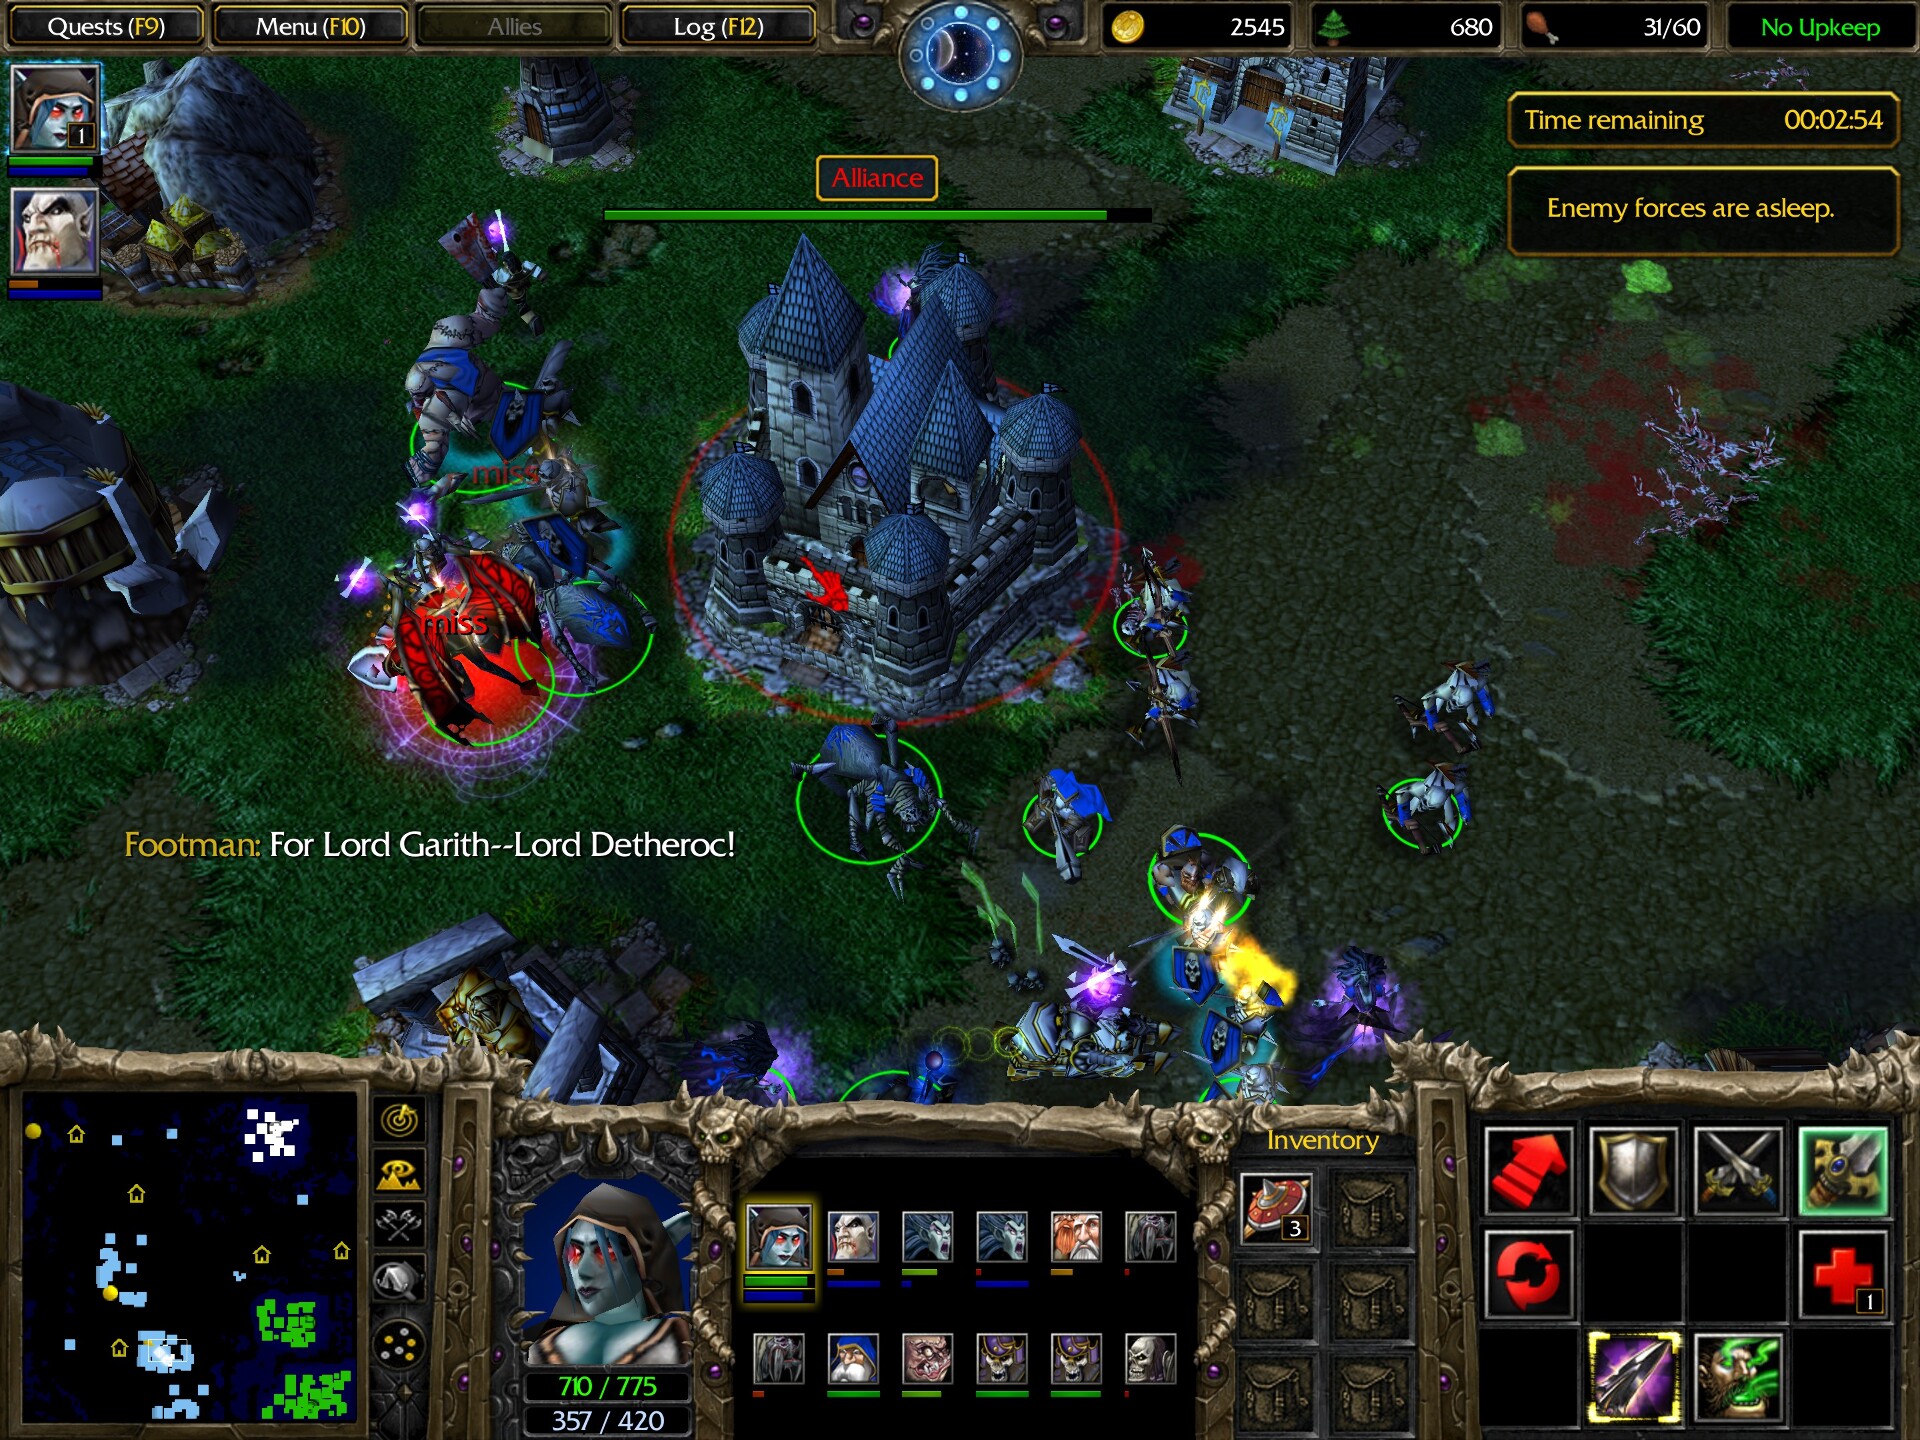 Quests (F9)
Menu (F10)
Allies
Log (F12)
2545
680
31/60
No Upkeep
1
Time remaining 00:02:54
Alliance
Enemy forces are asleep.
miss
miss
Footman: For Lord Garith--Lord Detheroc!
Inventory
3
1
710 / 775
357 / 420